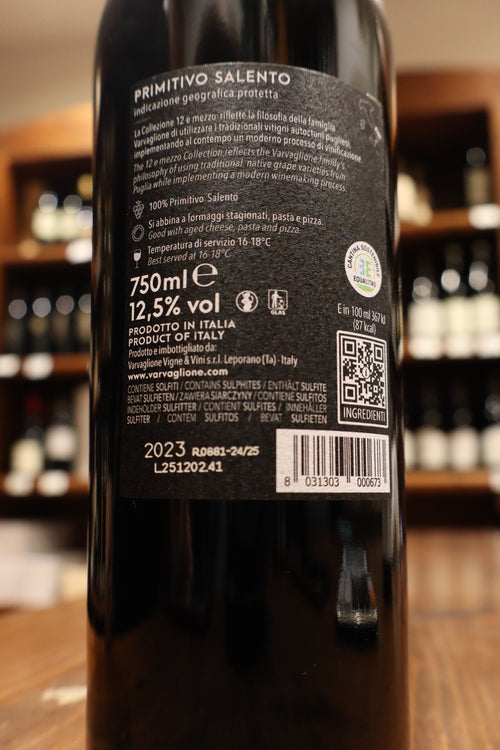 PRIMITIVO SALENTO
indicazione geografica protetta
La Collezione 12 e mezzo riflette la filosofia della famiglia
Varvaglione di utilizzare i tradizionali vitigni autoctoni pugliesi
implementando al contempo un moderno processo di vinificazione
The 12 e mezzo Collection reflects the Varvaglione family's
philosophy of using traditional, native grape varieties from
Puglia while implementing a modern winemaking process.
100% Primitivo Salento
Si abbina a formaggi stagionati, pasta e pizza.
Good with aged cheese, pasta and pizza.
Temperatura di servizio 16-18°C
Best served at 16-18°C
750ml e
12,5% vol
GLAS
CANTINA SOSTENIBILE
EQUALITAS
E in 100 ml 367 kJ
(87 kcal)
PRODOTTO IN ITALIA
PRODUCT OF ITALY
Prodotto e imbottigliato da:
Varvaglione Vigne & Vini s.r.l. Leporano (Ta) - Italy
www.varvaglione.com
CONTIENE SOLFITI / CONTAINS SULPHITES / ENTHÄLT SULFITE
BEVAT SULFIETEN / ZAWIERA SIARCZYNY / CONTIENE SULFITOS
INDEHOLDER SULFITTER / CONTIENT SULFITES / INNEHÅLLER
SULFITER / CONTEM SULFITOS / BEVAT SULFIETEN
INGREDIENTI
2023 R.0881-24/25
L.251202.41
8 031303 000673